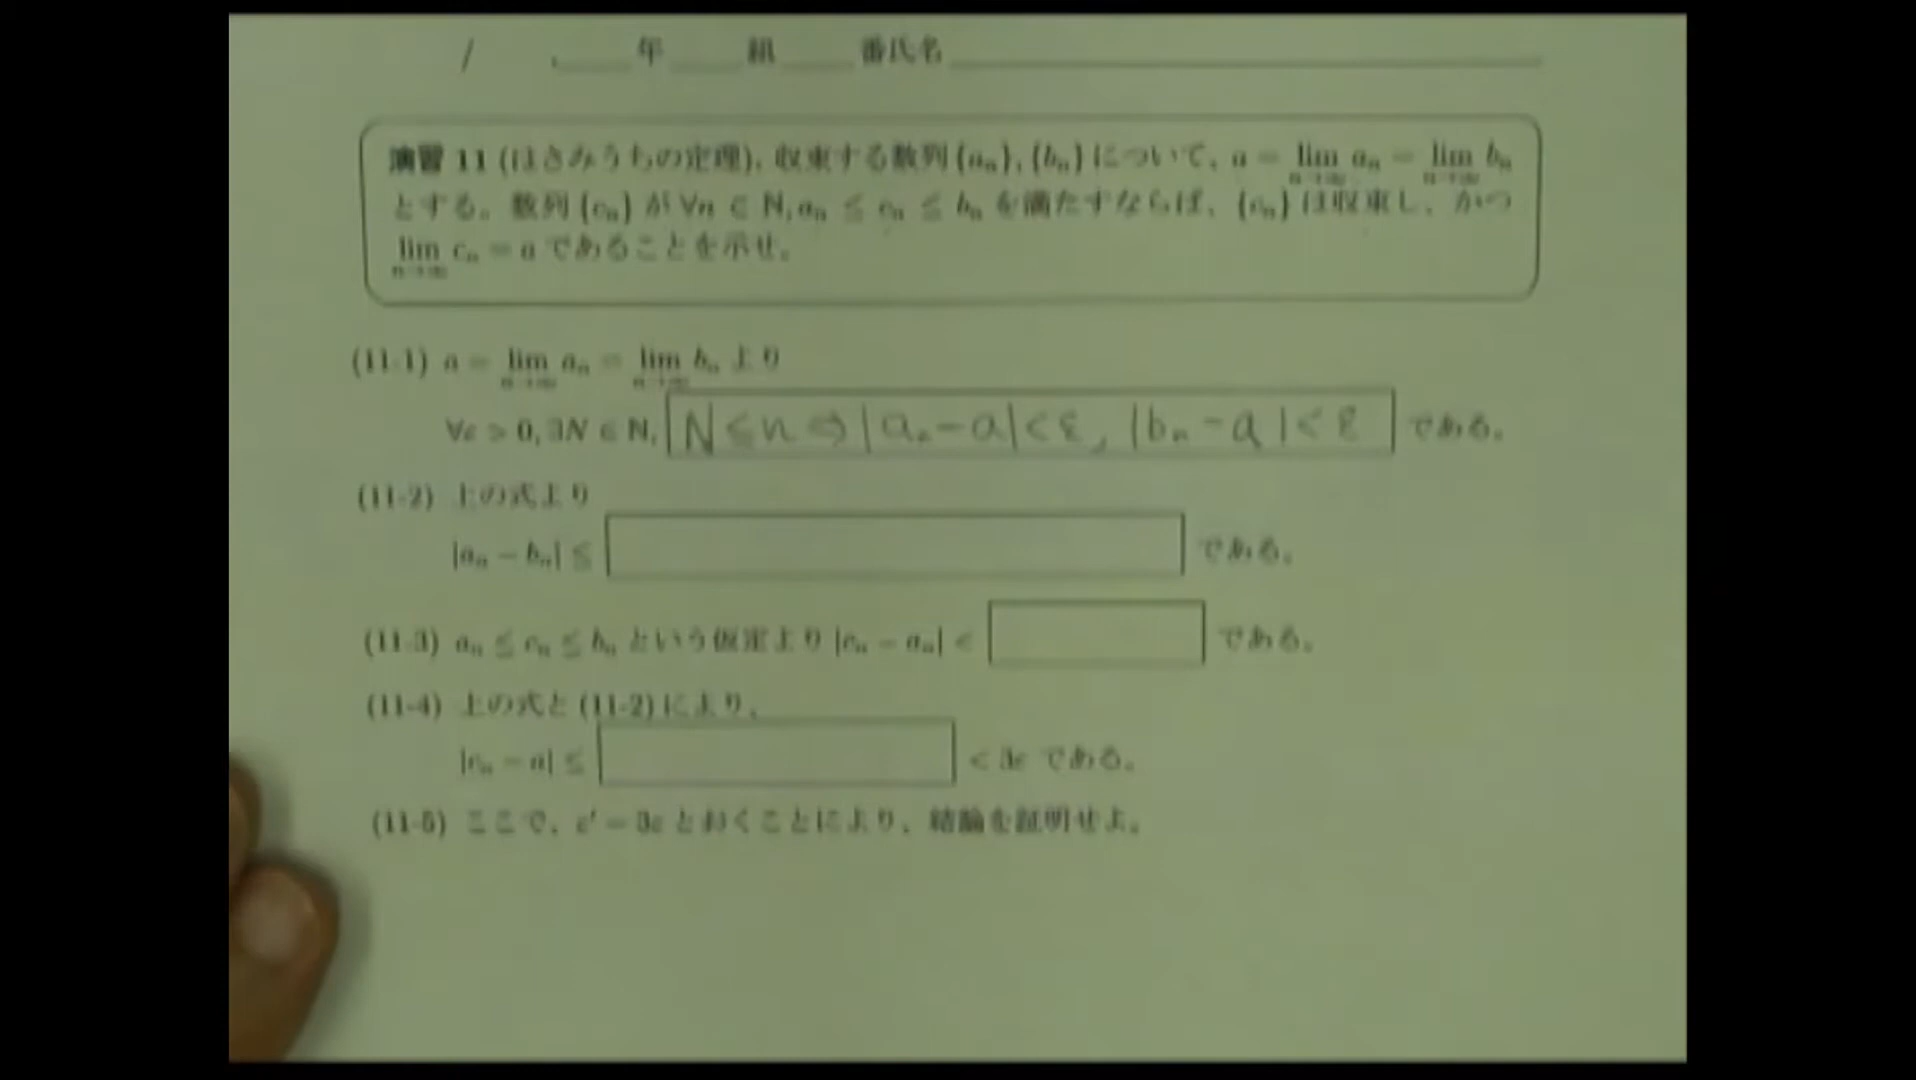 / , 年 組 番氏名
演習 11 (はさみうちの定理). 収束する数列 {aₙ}, {bₙ} について、a = lim_{n→∞} aₙ = lim_{n→∞} bₙ
とする。数列 {cₙ} が ∀n ∈ N, aₙ ≦ cₙ ≦ bₙ を満たすならば、{cₙ} は収束し、かつ
lim_{n→∞} cₙ = a であることを示せ。
(11-1) a = lim_{n→∞} aₙ = lim_{n→∞} bₙ より
∀ε > 0, ∃N ∈ N, N ≦ n ⇒ |aₙ − a| < ε, |bₙ − a| < ε である。
(11-2) 上の式より
|aₙ − bₙ| ≦ である。
(11-3) aₙ ≦ cₙ ≦ bₙ という仮定より |cₙ − aₙ| < である。
(11-4) 上の式と (11-2) により、
|cₙ − a| ≦ < 3ε である。
(11-5) ここで、ε′ = 3ε とおくことにより、結論を証明せよ。